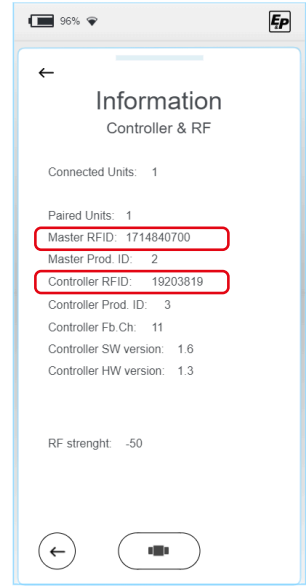 96%
EP
Information
Controller & RF
Connected Units: 1
Paired Units: 1
Master RFID: 1714840700
Master Prod. ID: 2
Controller RFID: 19203819
Controller Prod. ID: 3
Controller Fb.Ch: 11
Controller SW version: 1.6
Controller HW version: 1.3
RF strenght: -50